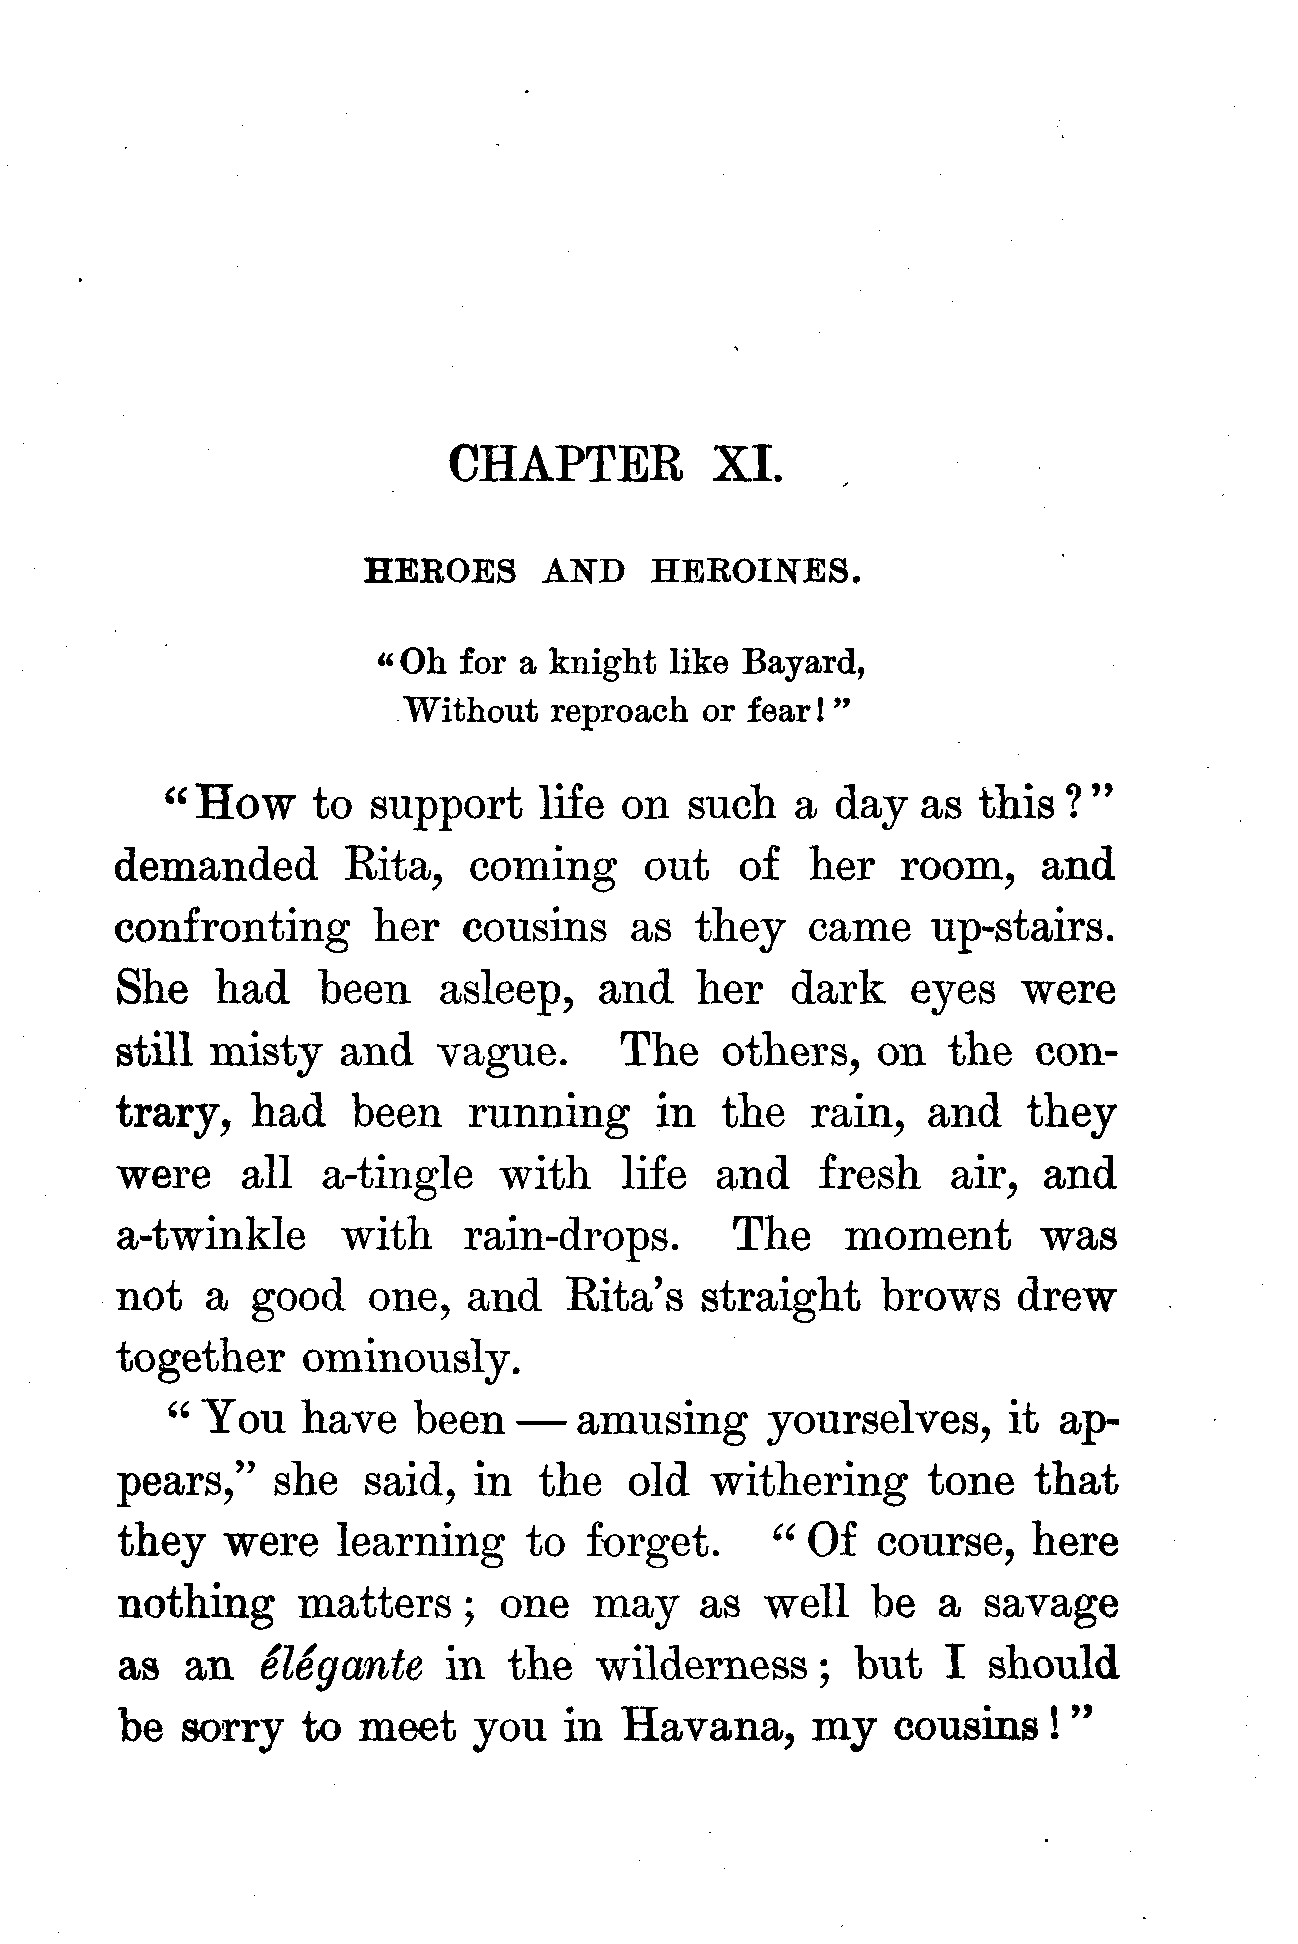 CHAPTER XI.
HEROES AND HEROINES.
“Oh for a knight like Bayard,
Without reproach or fear!”
“How to support life on such a day as this?”
demanded Rita, coming out of her room, and
confronting her cousins as they came up-stairs.
She had been asleep, and her dark eyes were
still misty and vague. The others, on the con-
trary, had been running in the rain, and they
were all a-tingle with life and fresh air, and
a-twinkle with rain-drops. The moment was
not a good one, and Rita’s straight brows drew
together ominously.
“You have been — amusing yourselves, it ap-
pears,” she said, in the old withering tone that
they were learning to forget. “Of course, here
nothing matters; one may as well be a savage
as an élégante in the wilderness; but I should
be sorry to meet you in Havana, my cousins!”